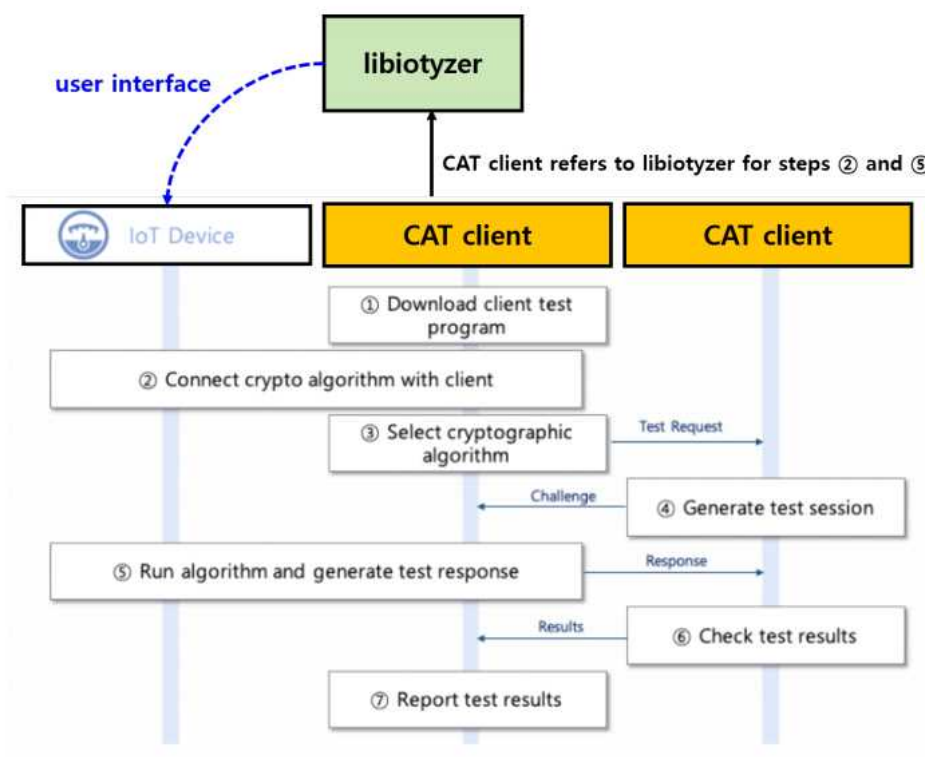 libiotyzer
user interface
CAT client refers to libiotyzer for steps ② and ⑤
IoT Device
CAT client
CAT client
① Download client test
program
② Connect crypto algorithm with client
③ Select cryptographic
algorithm
Test Request
Challenge
④ Generate test session
⑤ Run algorithm and generate test response
Response
Results
⑥ Check test results
⑦ Report test results